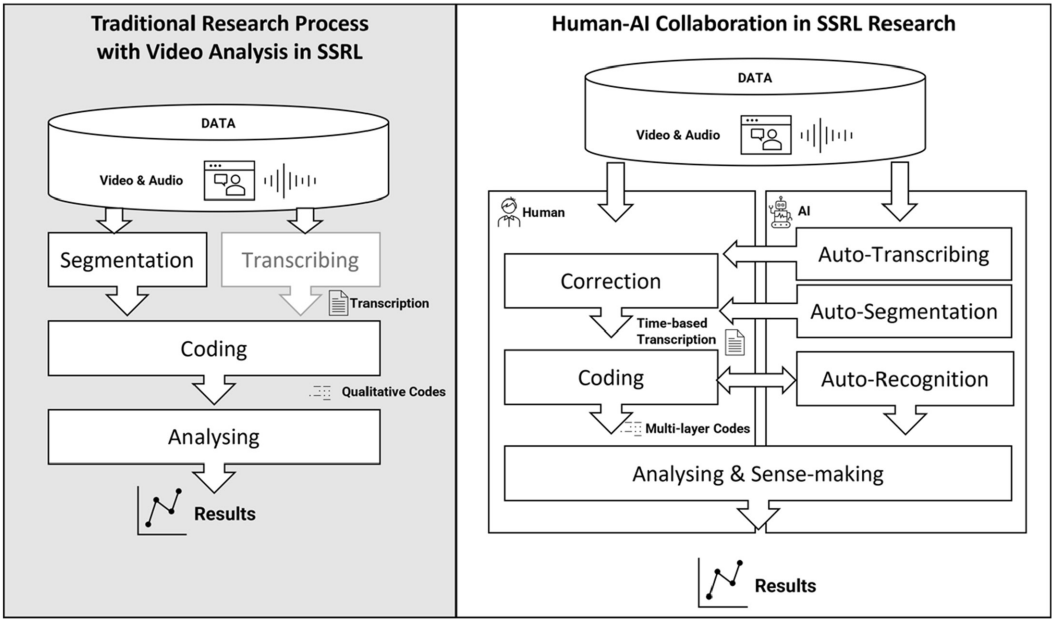 Traditional Research Process
with Video Analysis in SSRL
DATA
Video & Audio
Segmentation
Transcribing
Transcription
Coding
Qualitative Codes
Analysing
Results
Human-AI Collaboration in SSRL Research
DATA
Video & Audio
Human
AI
Auto-Transcribing
Correction
Auto-Segmentation
Time-based
Transcription
Coding
Auto-Recognition
Multi-layer Codes
Analysing & Sense-making
Results